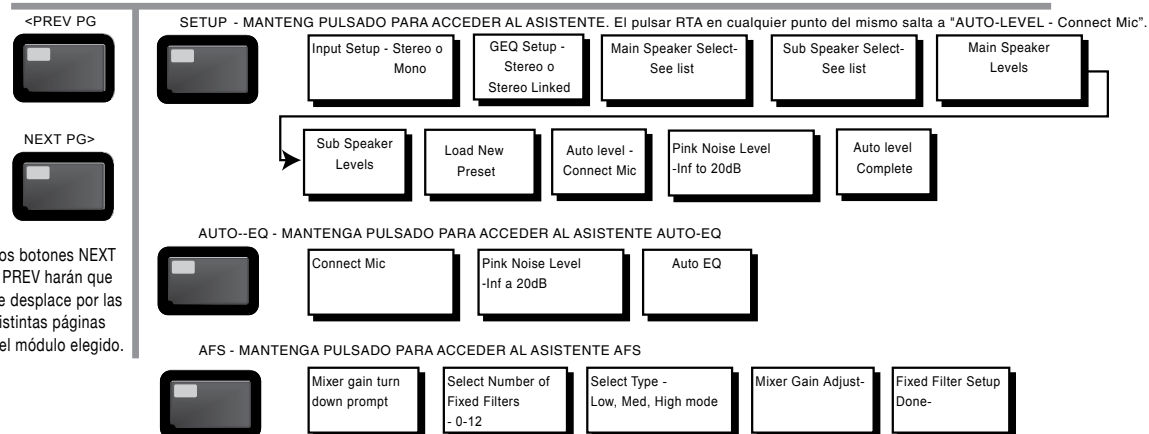 <PREV PG
NEXT PG>
os botones NEXT
PREV harán que
e desplace por las
istintas páginas
el módulo elegido.
SETUP - MANTENG PULSADO PARA ACCEDER AL ASISTENTE. El pulsar RTA en cualquier punto del mismo salta a "AUTO-LEVEL - Connect Mic".
Input Setup - Stereo o
Mono
GEQ Setup -
Stereo o
Stereo Linked
Main Speaker Select-
See list
Sub Speaker Select-
See list
Main Speaker
Levels
Sub Speaker
Levels
Load New
Preset
Auto level -
Connect Mic
Pink Noise Level
-Inf to 20dB
Auto level
Complete
AUTO--EQ - MANTENGA PULSADO PARA ACCEDER AL ASISTENTE AUTO-EQ
Connect Mic
Pink Noise Level
-Inf a 20dB
Auto EQ
AFS - MANTENGA PULSADO PARA ACCEDER AL ASISTENTE AFS
Mixer gain turn
down prompt
Select Number of
Fixed Filters
- 0-12
Select Type -
Low, Med, High mode
Mixer Gain Adjust-
Fixed Filter Setup
Done-